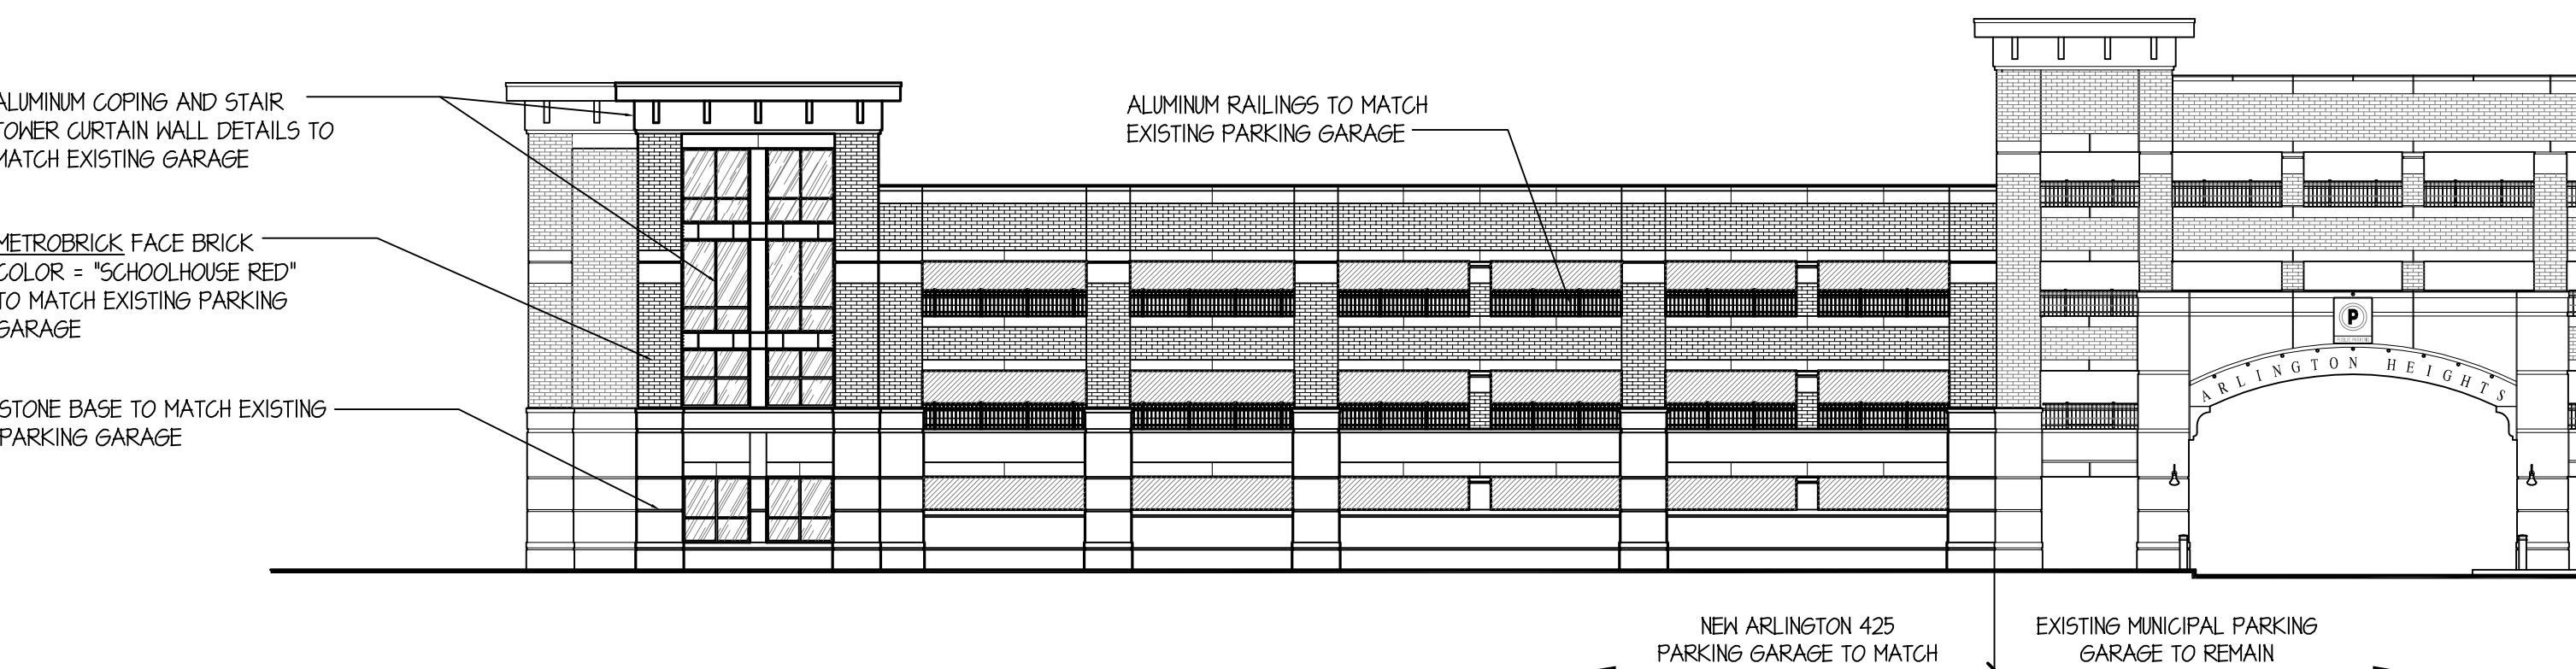 ALUMINUM COPING AND STAIR
TOWER CURTAIN WALL DETAILS TO
MATCH EXISTING GARAGE
METROBRICK FACE BRICK
COLOR = "SCHOOLHOUSE RED"
TO MATCH EXISTING PARKING
GARAGE
STONE BASE TO MATCH EXISTING
PARKING GARAGE
ALUMINUM RAILINGS TO MATCH
EXISTING PARKING GARAGE
P
PUBLIC PARKING
ARLINGTON HEIGHTS
NEW ARLINGTON 425
PARKING GARAGE TO MATCH
EXISTING MUNICIPAL PARKING
GARAGE TO REMAIN